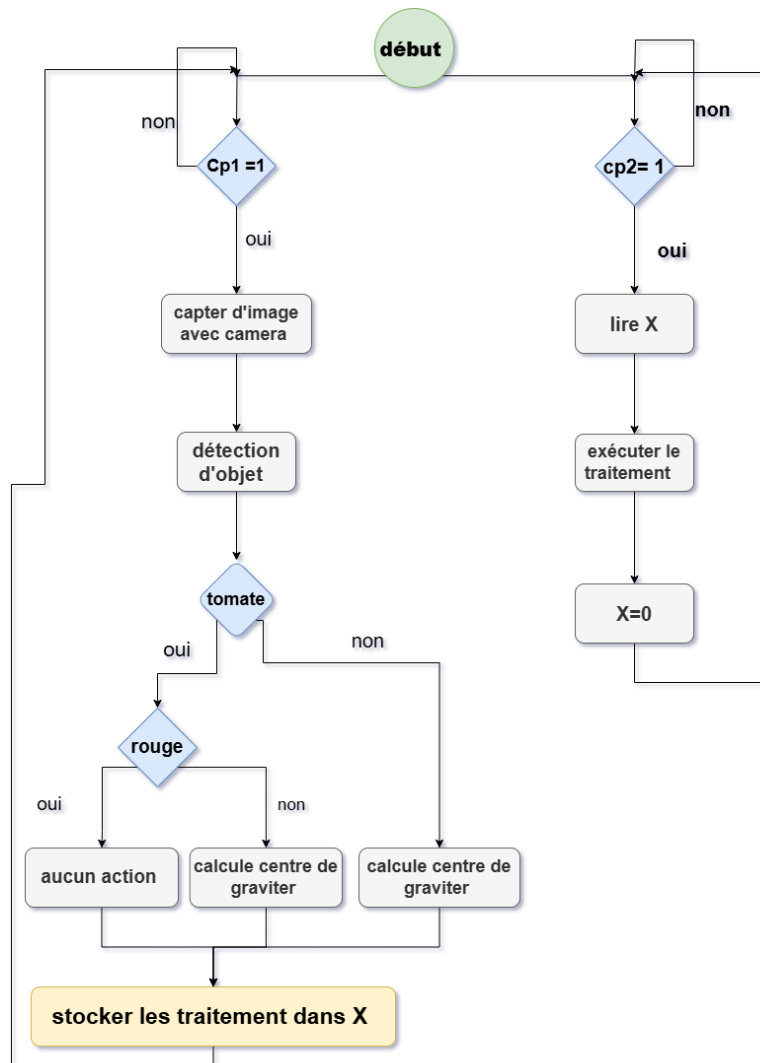 début
non
Cp1 =1
oui
capter d'image
avec camera
détection
d'objet
tomate
oui
non
rouge
oui
non
aucun action
calcule centre de
graviter
calcule centre de
graviter
stocker les traitement dans X
non
cp2= 1
oui
lire X
exécuter le
traitement
X=0